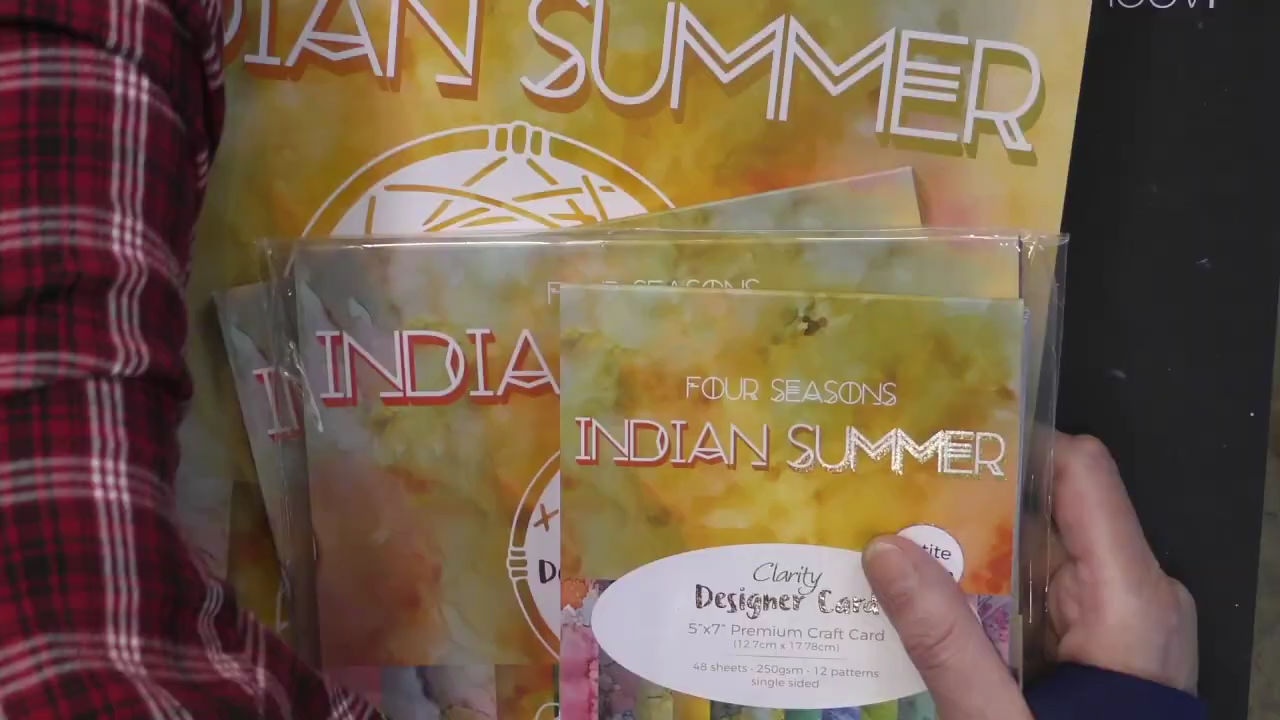 INDIAN SUMMER
INDIA
FOUR SEASONS
INDIAN SUMMER
Clarity
Designer Card
5"x7" Premium Craft Card
(12.7cm x 17.78cm)
48 sheets - 250gsm - 12 patterns
single sided